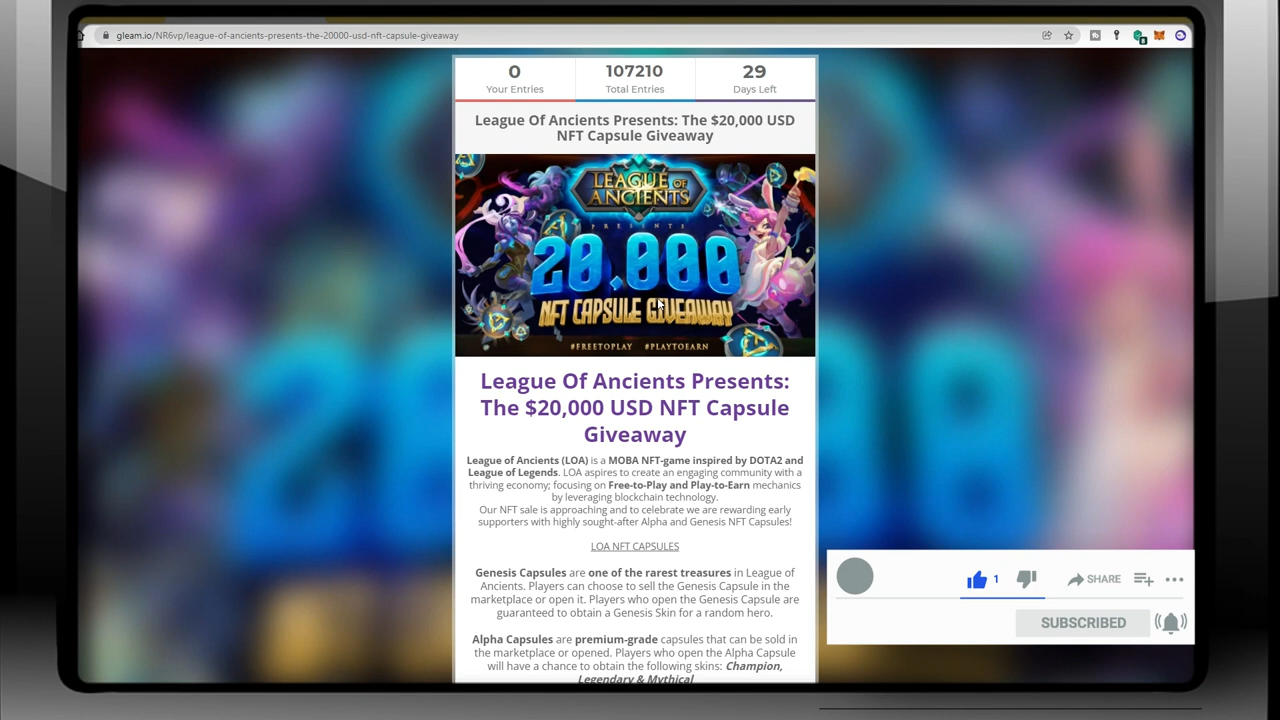 gleam.io/NR6vp/league-of-ancients-presents-the-20000-usd-nft-capsule-giveaway
0
Your Entries
107210
Total Entries
29
Days Left
League Of Ancients Presents: The $20,000 USD
NFT Capsule Giveaway
LEAGUE OF
ANCIENTS
PRESENTS
20.000
NFT CAPSULE GIVEAWAY
#FREETOPLAY #PLAYTOEARN
League Of Ancients Presents:
The $20,000 USD NFT Capsule
Giveaway
League of Ancients (LOA) is a MOBA NFT-game inspired by DOTA2 and
League of Legends. LOA aspires to create an engaging community with a
thriving economy; focusing on Free-to-Play and Play-to-Earn mechanics
by leveraging blockchain technology.
Our NFT sale is approaching and to celebrate we are rewarding early
supporters with highly sought-after Alpha and Genesis NFT Capsules!
LOA NFT CAPSULES
Genesis Capsules are one of the rarest treasures in League of
Ancients. Players can choose to sell the Genesis Capsule in the
marketplace or open it. Players who open the Genesis Capsule are
guaranteed to obtain a Genesis Skin for a random hero.
Alpha Capsules are premium-grade capsules that can be sold in
the marketplace or opened. Players who open the Alpha Capsule
will have a chance to obtain the following skins: Champion,
Legendary & Mythical
1
SHARE
SUBSCRIBED